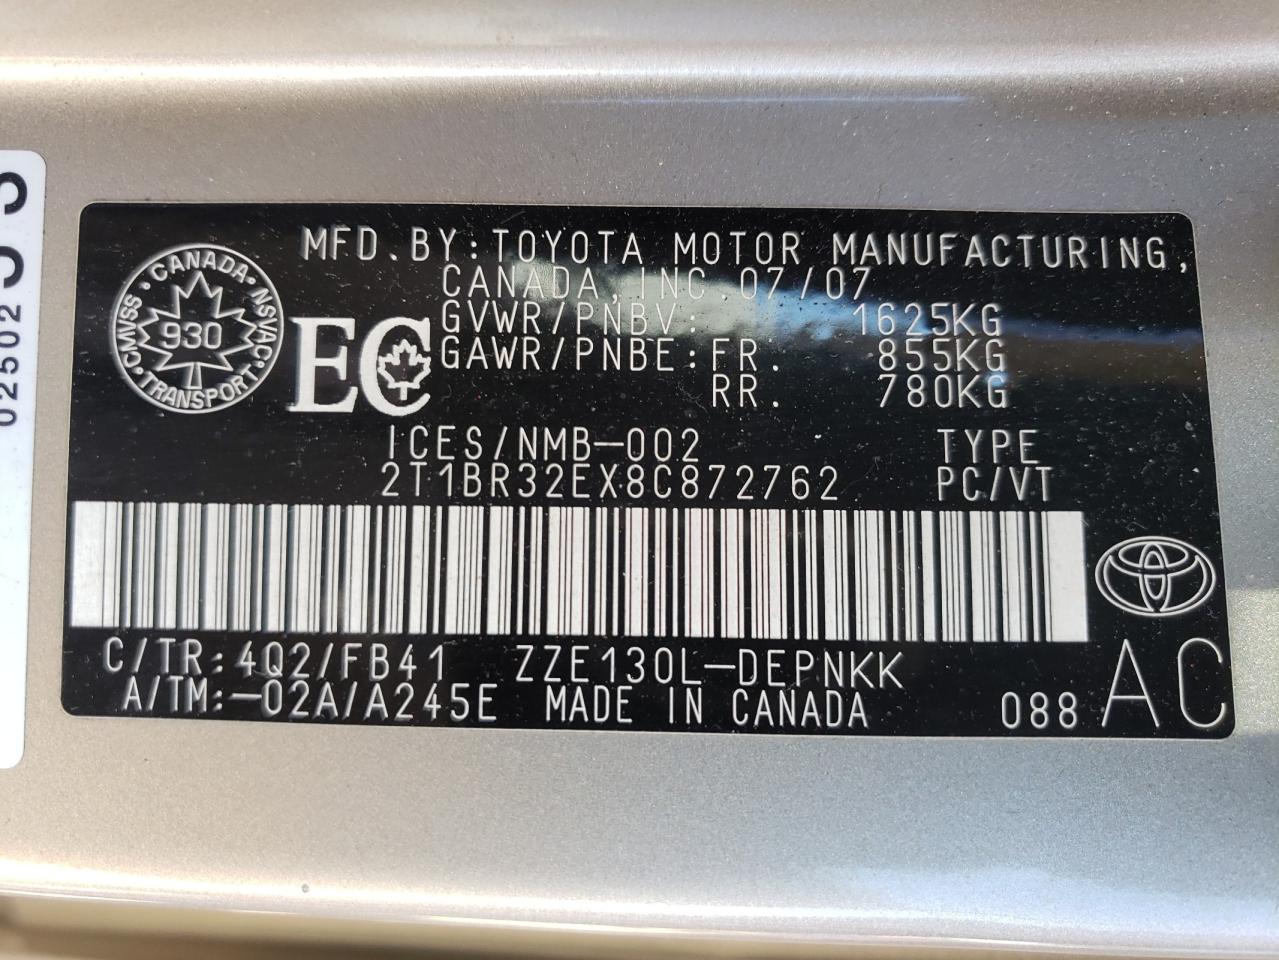 MFD.BY:TOYOTA MOTOR MANUFACTURING,
CANADA, INC. 07/07
GVWR/PNBV: 1625KG
GAWR/PNBE:FR. 855KG
RR. 780KG
CANADA · NSVAC · TRANSPORT · CMVSS ·
930
EC
ICES/NMB-002 TYPE
2T1BR32EX8C872762 PC/VT
C/TR:4Q2/FB41 ZZE130L-DEPNKK
A/TM:-02A/A245E MADE IN CANADA 088 AC
02502